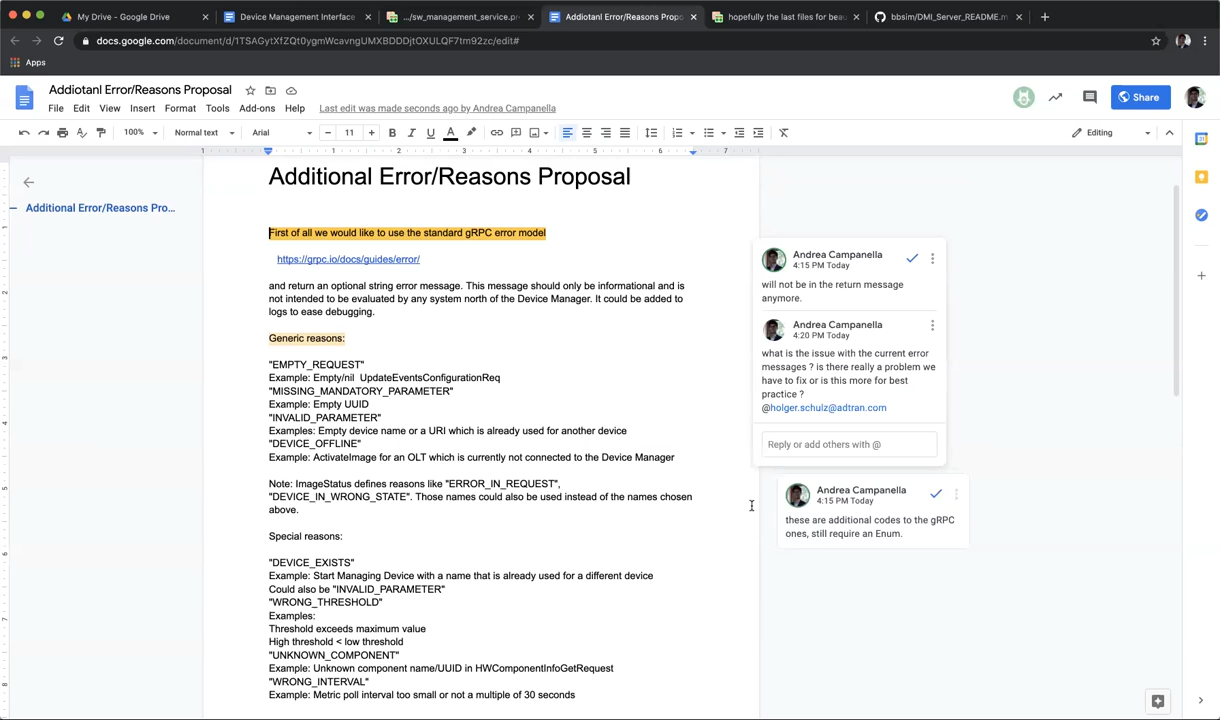 My Drive - Google Drive
Device Management Interface
.../sw_management_service.pr
Addiotanl Error/Reasons Propo
hopefully the last files for beau
bbsim/DMI_Server_README.m
docs.google.com/document/d/1TSAGytXfZQt0ygmWcavngUMXBDDDjtOXULQF7tm92zc/edit#
Apps
Addiotanl Error/Reasons Proposal
File Edit View Insert Format Tools Add-ons Help Last edit was made seconds ago by Andrea Campanella
Share
100% Normal text Arial 11
Editing
1 1 2 3 4 5 6 7
Additional Error/Reasons Pro...
Additional Error/Reasons Proposal
First of all we would like to use the standard gRPC error model
https://grpc.io/docs/guides/error/
and return an optional string error message. This message should only be informational and is
not intended to be evaluated by any system north of the Device Manager. It could be added to
logs to ease debugging.
Generic reasons:
"EMPTY_REQUEST"
Example: Empty/nil  UpdateEventsConfigurationReq
"MISSING_MANDATORY_PARAMETER"
Example: Empty UUID
"INVALID_PARAMETER"
Examples: Empty device name or a URI which is already used for another device
"DEVICE_OFFLINE"
Example: ActivateImage for an OLT which is currently not connected to the Device Manager
Note: ImageStatus defines reasons like "ERROR_IN_REQUEST",
"DEVICE_IN_WRONG_STATE". Those names could also be used instead of the names chosen
above.
Special reasons:
"DEVICE_EXISTS"
Example: Start Managing Device with a name that is already used for a different device
Could also be "INVALID_PARAMETER"
"WRONG_THRESHOLD"
Examples:
Threshold exceeds maximum value
High threshold < low threshold
"UNKNOWN_COMPONENT"
Example: Unknown component name/UUID in HWComponentInfoGetRequest
"WRONG_INTERVAL"
Example: Metric poll interval too small or not a multiple of 30 seconds
Andrea Campanella
4:15 PM Today
will not be in the return message
anymore.
Andrea Campanella
4:20 PM Today
what is the issue with the current error
messages ? is there really a problem we
have to fix or is this more for best
practice ?
@holger.schulz@adtran.com
Reply or add others with @
Andrea Campanella
4:15 PM Today
these are additional codes to the gRPC
ones, still require an Enum.